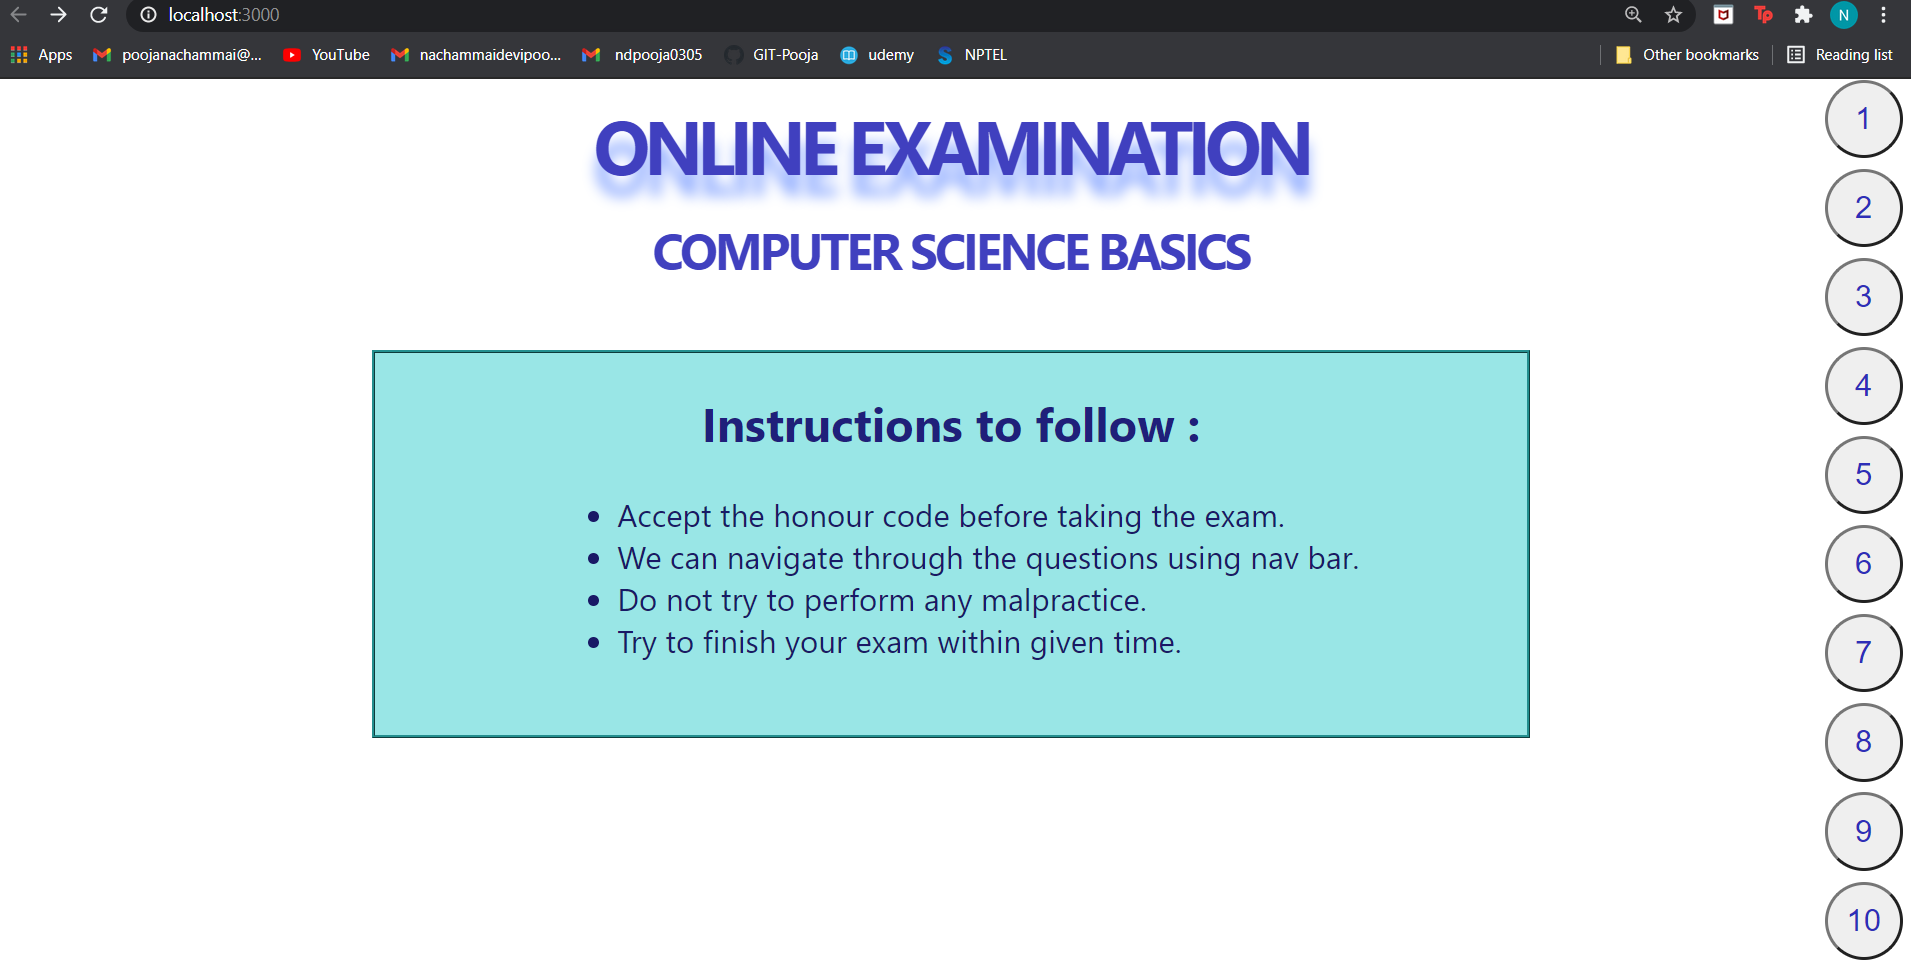 localhost:3000
Tp
N
Apps poojanachammai@... YouTube nachammaidevipoo... ndpooja0305 GIT-Pooja udemy NPTEL Other bookmarks Reading list
ONLINE EXAMINATION
COMPUTER SCIENCE BASICS
Instructions to follow :
Accept the honour code before taking the exam.
We can navigate through the questions using nav bar.
Do not try to perform any malpractice.
Try to finish your exam within given time.
1
2
3
4
5
6
7
8
9
10